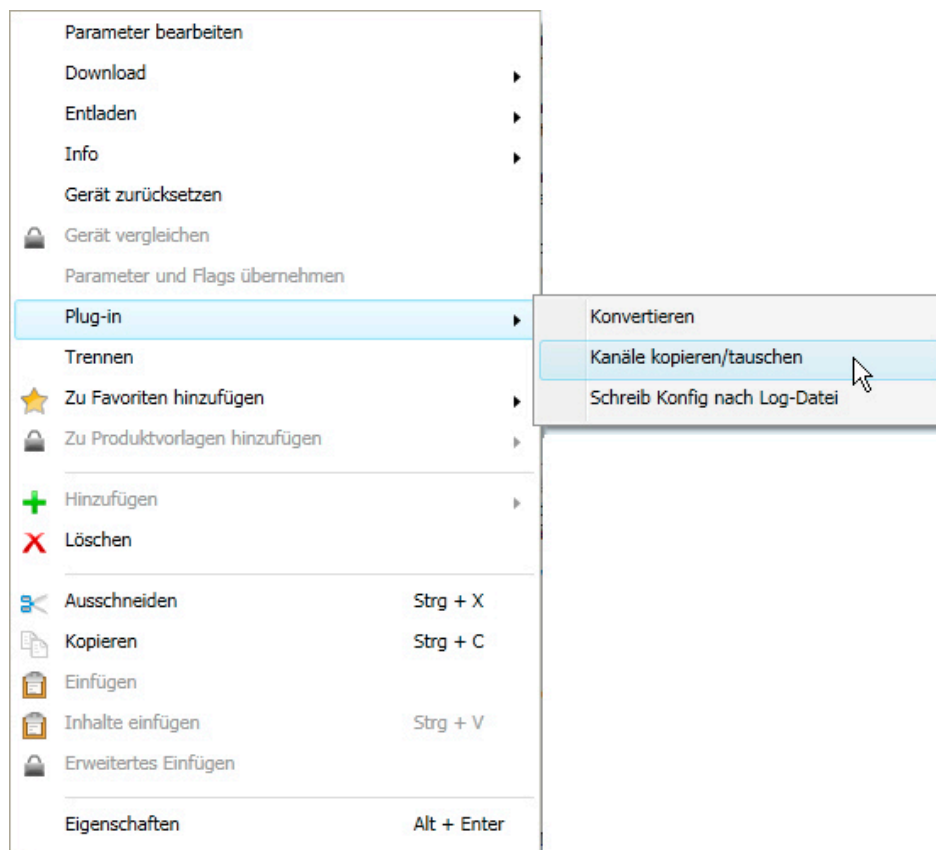 Parameter bearbeiten
Download
Entladen
Info
Gerät zurücksetzen
Gerät vergleichen
Parameter und Flags übernehmen
Plug-in
Trennen
Zu Favoriten hinzufügen
Zu Produktvorlagen hinzufügen
Hinzufügen
Löschen
Ausschneiden Strg + X
Kopieren Strg + C
Einfügen
Inhalte einfügen Strg + V
Erweitertes Einfügen
Eigenschaften Alt + Enter
Konvertieren
Kanäle kopieren/tauschen
Schreib Konfig nach Log-Datei